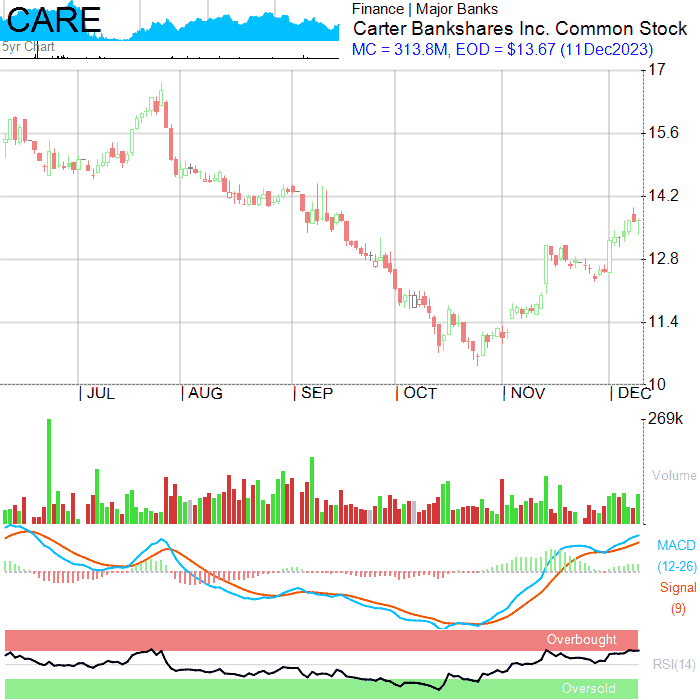 CARE
5yr Chart
Finance | Major Banks
Carter Bankshares Inc. Common Stock
MC = 313.8M, EOD = $13.67 (11Dec2023)
17
15.6
14.2
12.8
11.4
10
JUL AUG SEP OCT NOV DEC
269k
Volume
MACD
(12-26)
Signal
(9)
Overbought
RSI(14)
Oversold